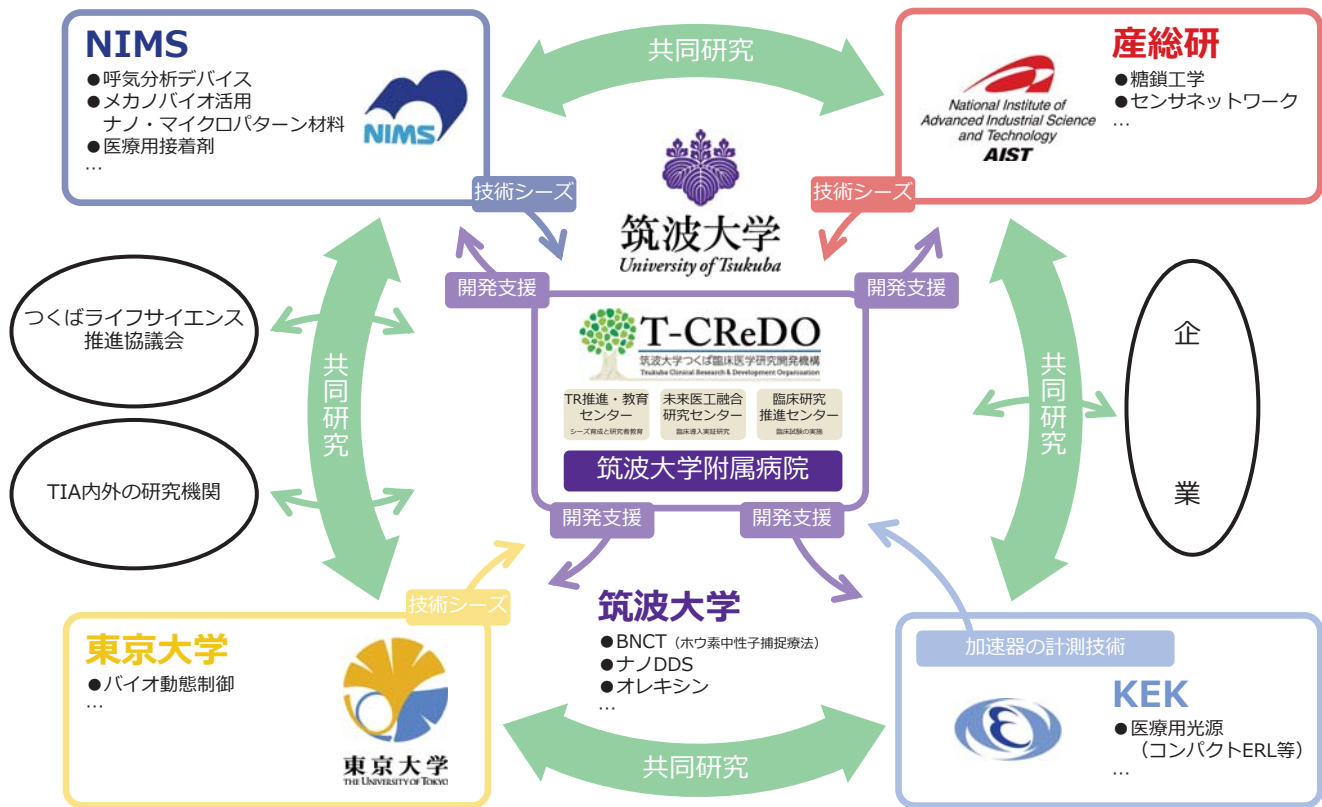 NIMS
●呼気分析デバイス
●メカノバイオ活用
ナノ・マイクロパターン材料
●医療用接着剤
…
NIMS
技術シーズ
共同研究
産総研
●糖鎖工学
●センサネットワーク
…
National Institute of
Advanced Industrial Science
and Technology
AIST
技術シーズ
筑波大学
University of Tsukuba
開発支援
開発支援
つくばライフサイエンス
推進協議会
TIA内外の研究機関
共同研究
T-CReDO
筑波大学つくば臨床医学研究開発機構
Tsukuba Clinical Research & Development Organization
TR推進・教育
センター
シーズ育成と研究者教育
未来医工融合
研究センター
臨床導入実証研究
臨床研究
推進センター
臨床試験の実施
筑波大学附属病院
開発支援
開発支援
共同研究
企
業
技術シーズ
東京大学
●バイオ動態制御
…
東京大学
THE UNIVERSITY OF TOKYO
筑波大学
●BNCT（ホウ素中性子捕捉療法）
●ナノDDS
●オレキシン
…
共同研究
加速器の計測技術
KEK
●医療用光源
（コンパクトERL等）
…